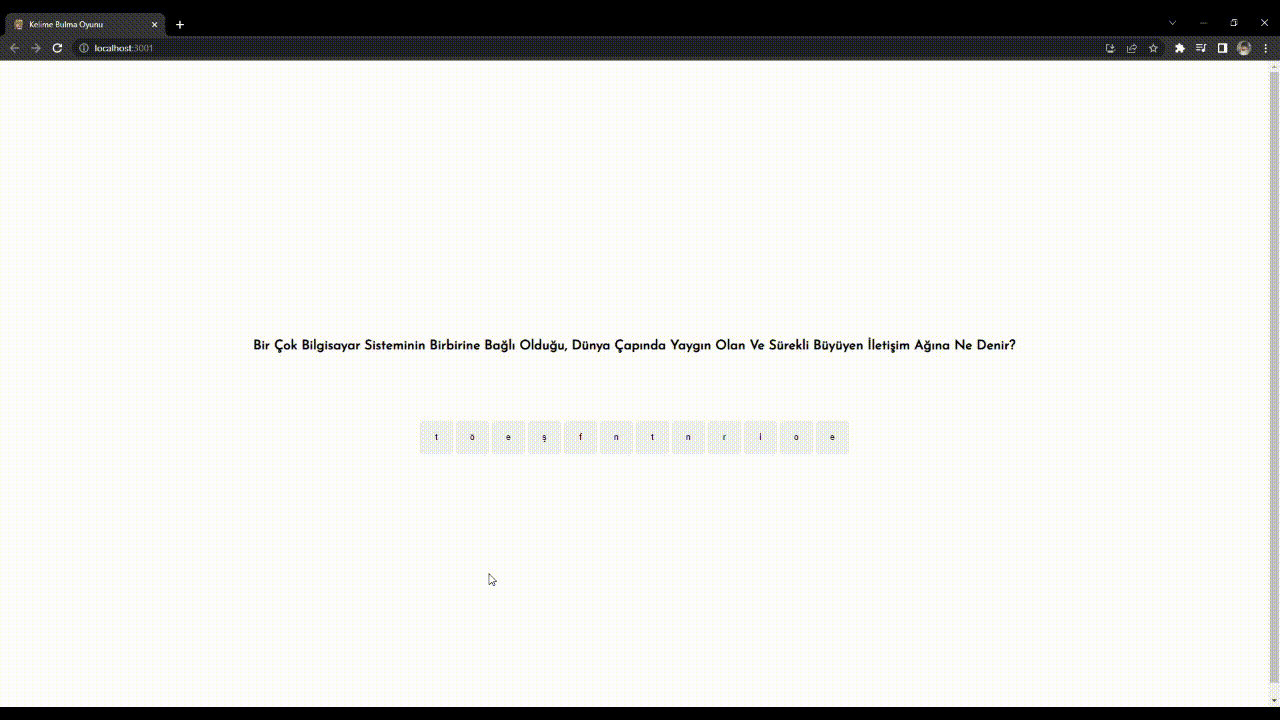 Kelime Bulma Oyunu
localhost:3001
Bir Çok Bilgisayar Sisteminin Birbirine Bağlı Olduğu, Dünya Çapında Yaygın Olan Ve Sürekli Büyüyen İletişim Ağına Ne Denir?
t ö e ş f n t n r İ o e